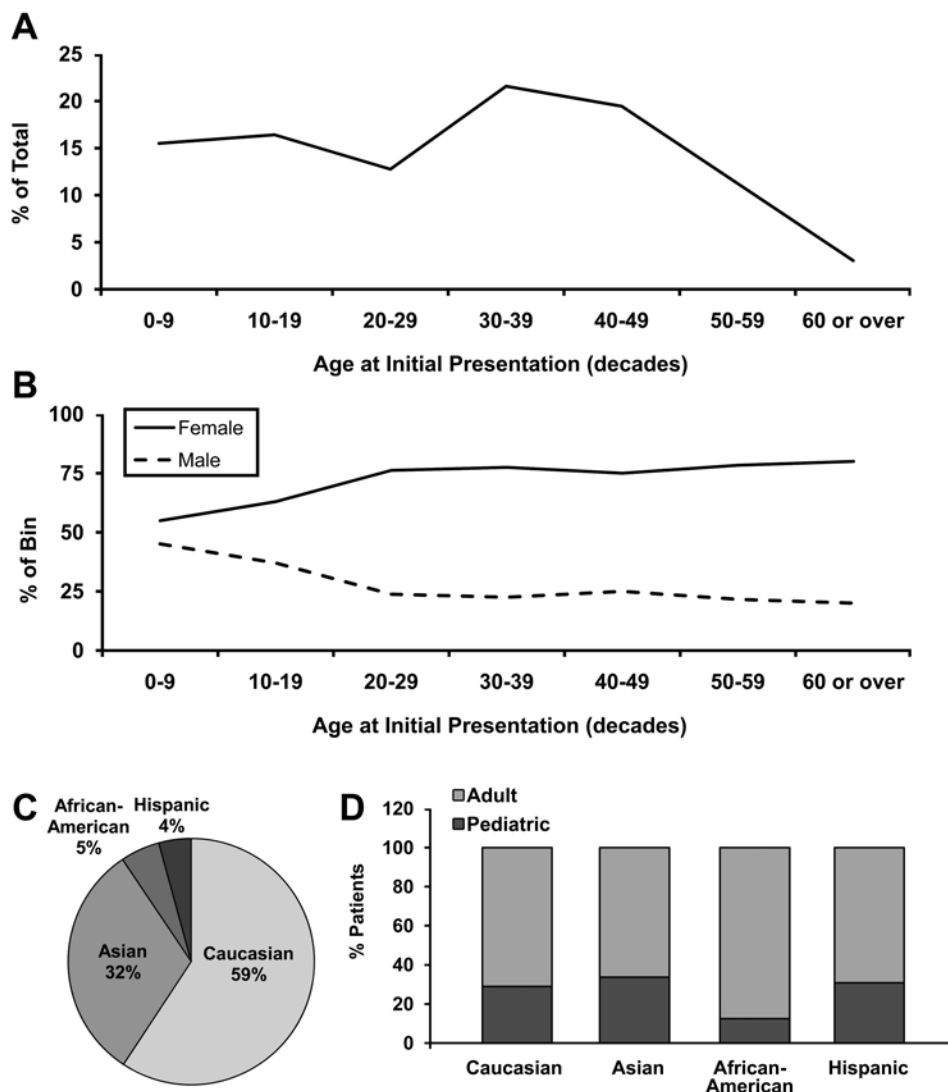 A
25
20
15
10
5
0
% of Total
0-9 10-19 20-29 30-39 40-49 50-59 60 or over
Age at Initial Presentation (decades)
B
100
75
50
25
0
% of Bin
Female
Male
0-9 10-19 20-29 30-39 40-49 50-59 60 or over
Age at Initial Presentation (decades)
C
African-
American
5%
Hispanic
4%
Asian
32%
Caucasian
59%
D
Adult
Pediatric
120
100
80
60
40
20
0
% Patients
Caucasian Asian African- Hispanic
American